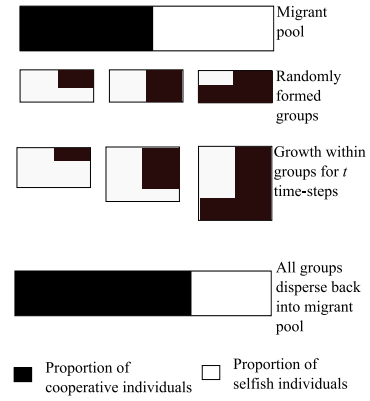 Migrant
pool
Randomly
formed
groups
Growth within
groups for t
time-steps
All groups
disperse back
into migrant
pool
Proportion of
cooperative individuals
Proportion of
selfish individuals